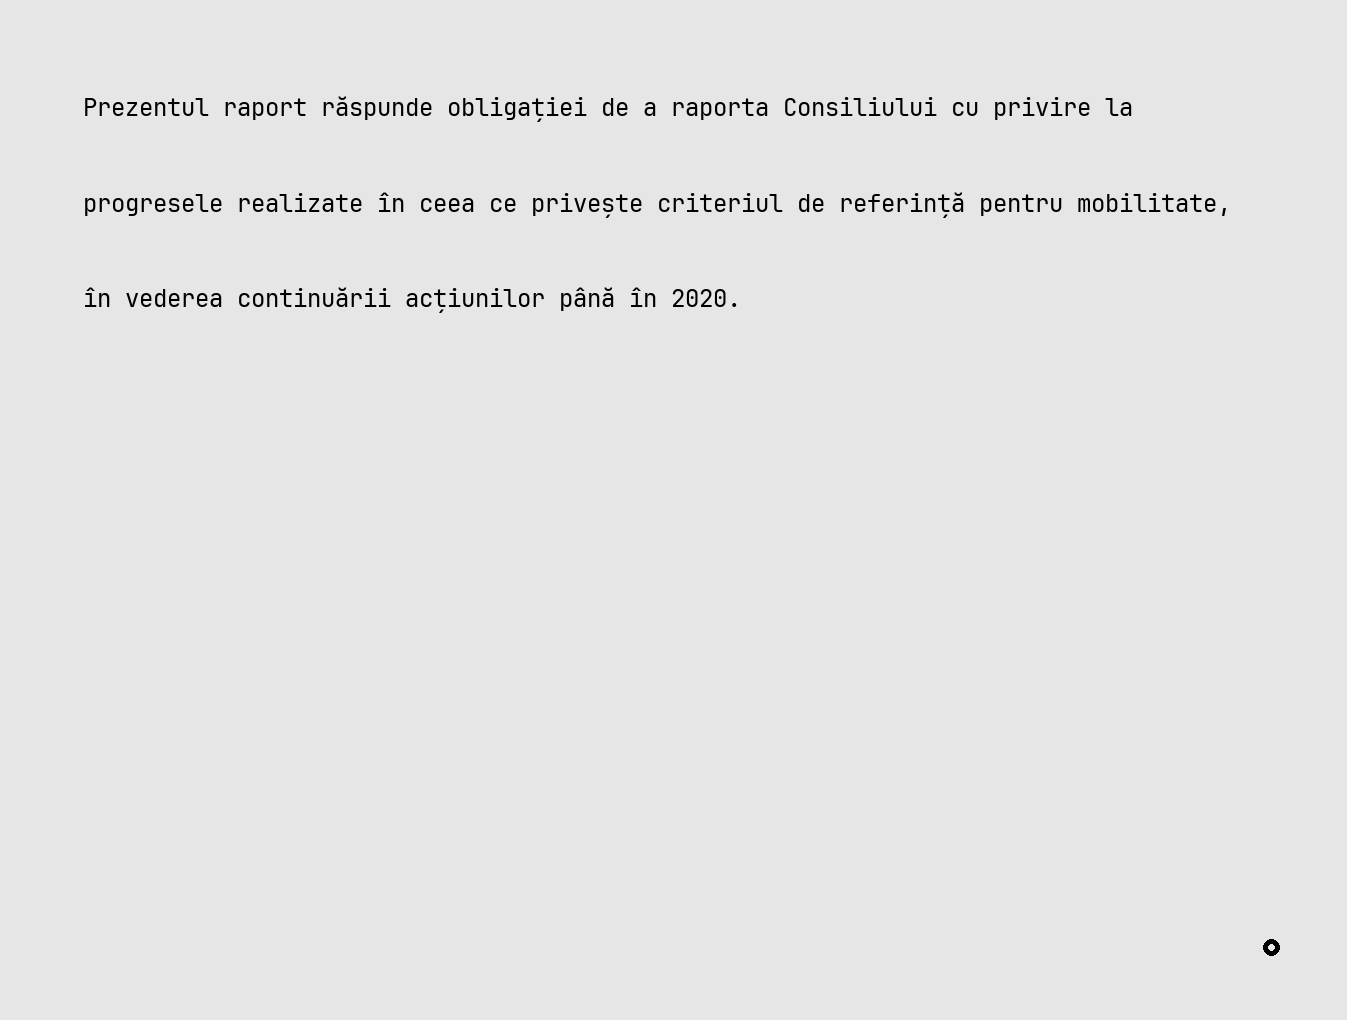 Prezentul raport răspunde obligației de a raporta Consiliului cu privire la
progresele realizate în ceea ce privește criteriul de referință pentru mobilitate,
în vederea continuării acțiunilor până în 2020.